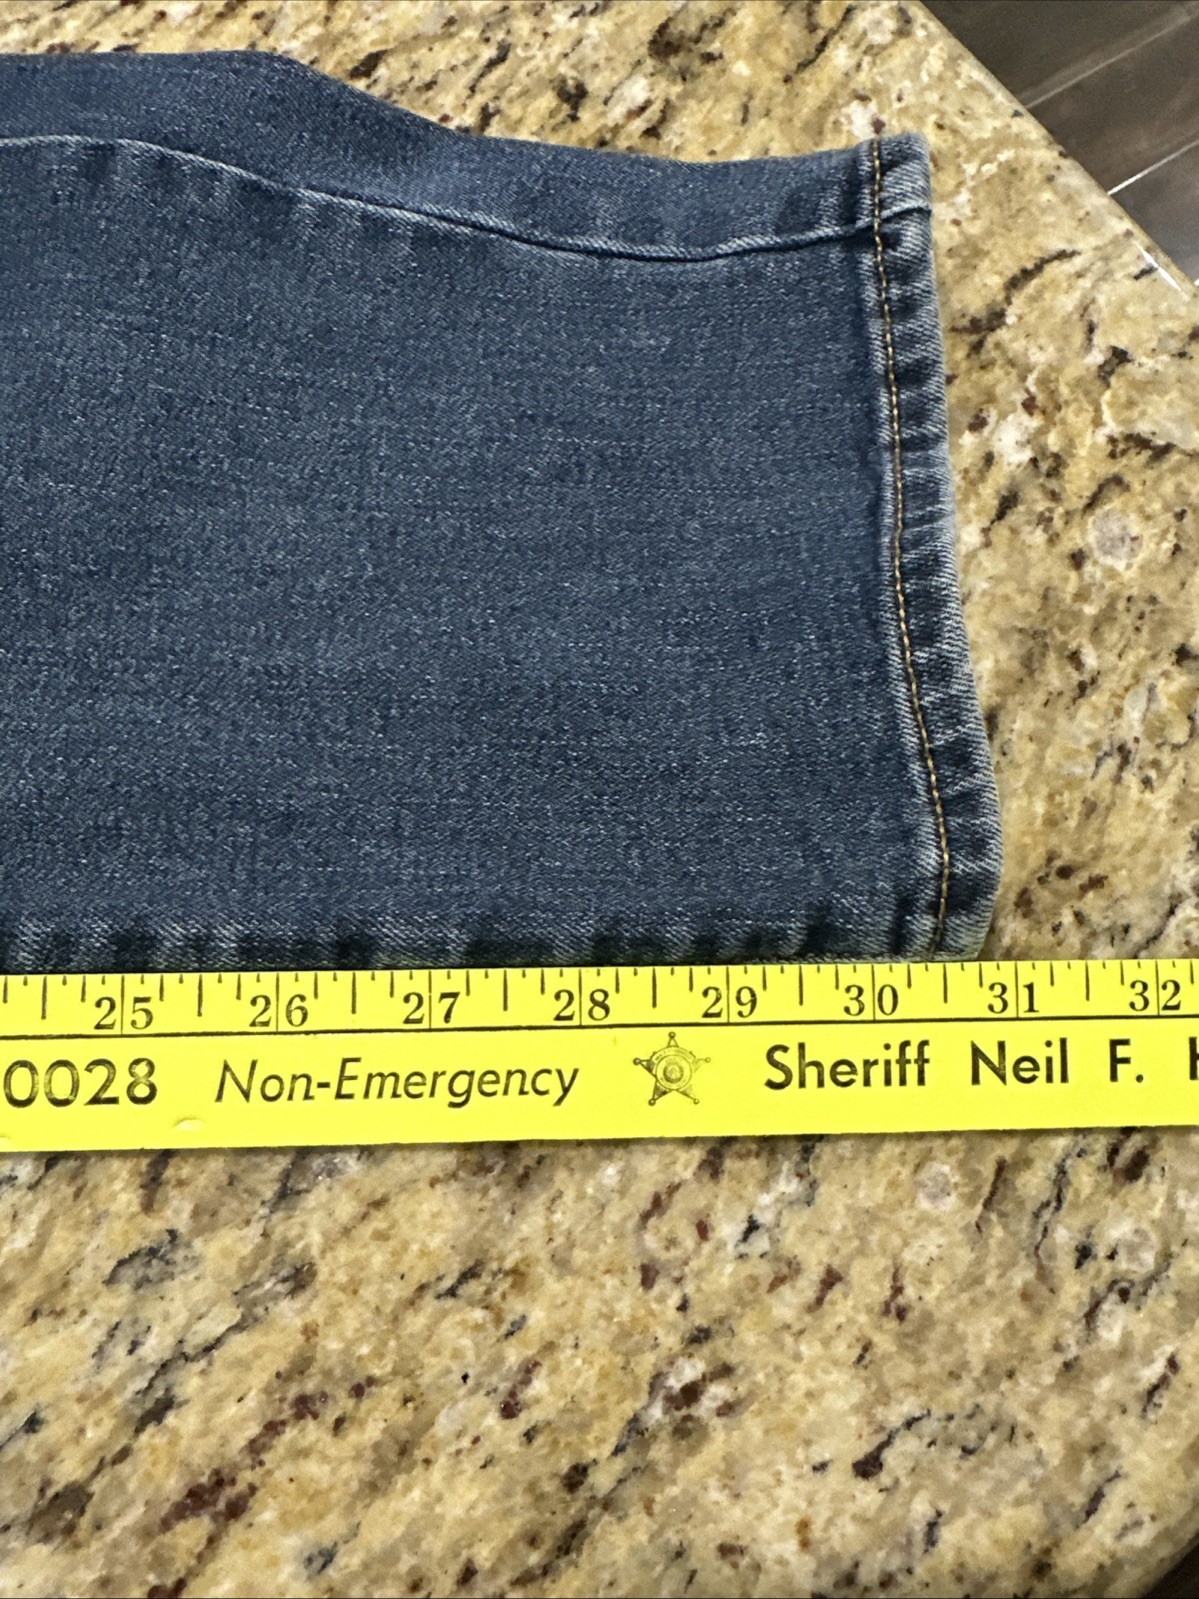 25 26 27 28 29 30 31 32
0028 Non-Emergency Sheriff Neil F.